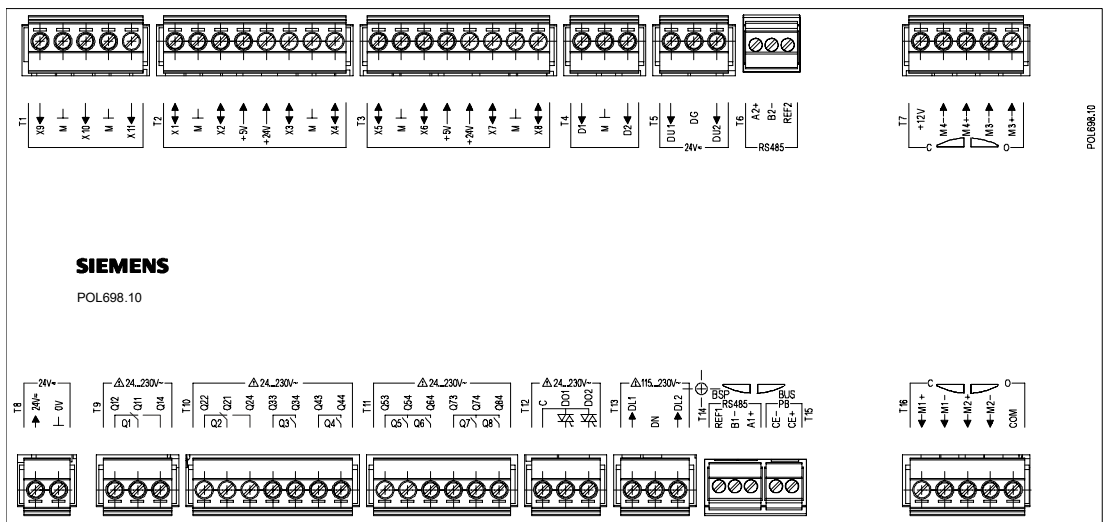 T1 X9 M X10 M X11
T2 X1 M X2 +5V +24V X3 M X4
T3 X5 M X6 +5V +24V X7 M X8
T4 D1 M D2
T5 DU1 DG DU2
24V≂
T6 A2+ B2- REF2
RS485
T7 +12V M4- M4+ M3- M3+
C O
POL698.10
SIEMENS
POL698.10
24V≂
T8 24V≂ 0V
24...230V~
T9 Q12 Q11 Q14
Q1
24...230V~
T10 Q22 Q21 Q24 Q33 Q34 Q43 Q44
Q2 Q3 Q4
24...230V~
T11 Q53 Q54 Q64 Q73 Q74 Q84
Q5 Q6 Q7 Q8
24...230V~
T12 C DO1 DO2
115...230V~
T13 DL1 DN DL2
BSP BUS
RS485 PB
T14 REF1 B1- A1+ CE- CE+ T15
C O
T16 M1+ M1- M2+ M2- COM